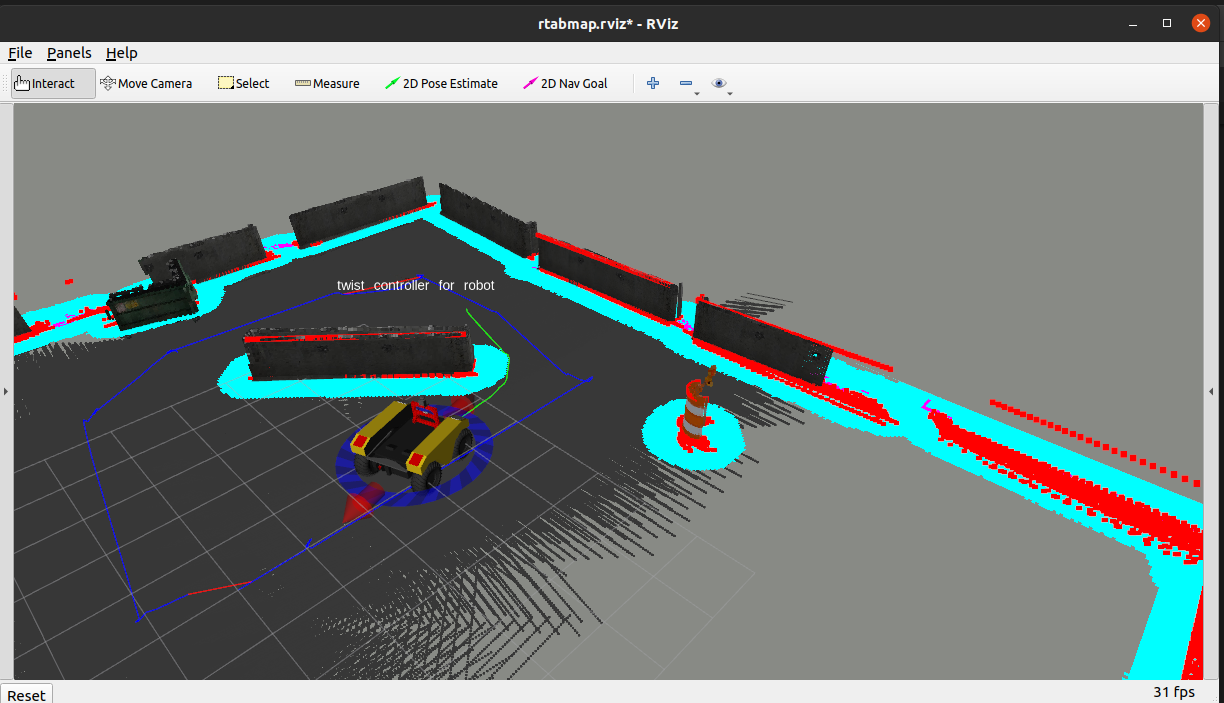 rtabmap.rviz* - RViz
File Panels Help
Interact Move Camera Select Measure 2D Pose Estimate 2D Nav Goal
twist controller for robot
Reset 31 fps